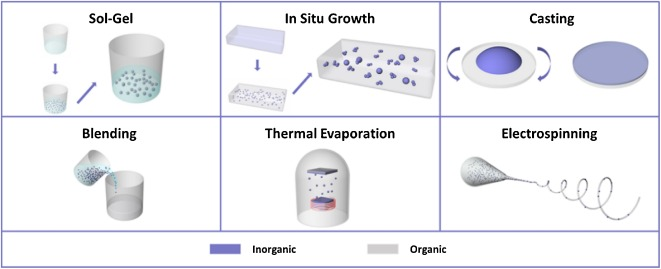 Sol-Gel
In Situ Growth
Casting
Blending
Thermal Evaporation
Electrospinning
Inorganic
Organic